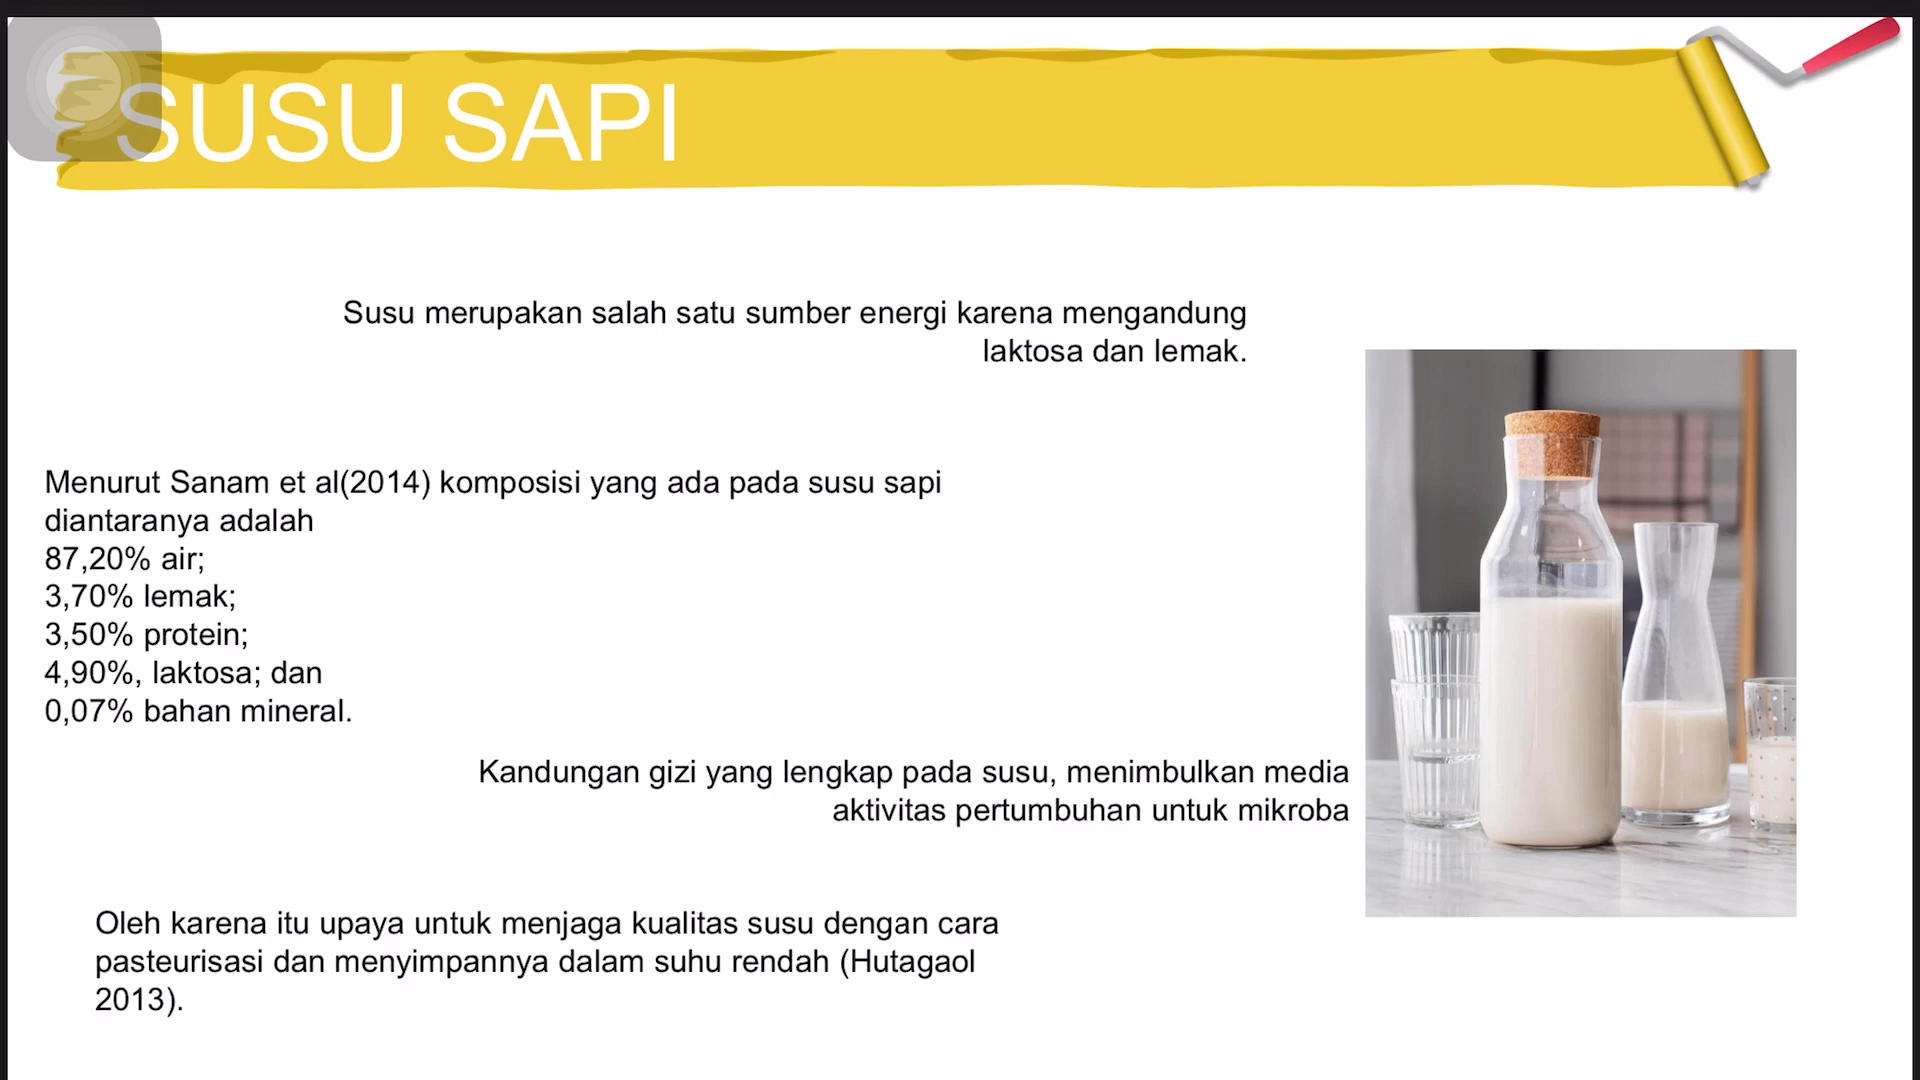 SUSU SAPI
Susu merupakan salah satu sumber energi karena mengandung
laktosa dan lemak.
Menurut Sanam et al(2014) komposisi yang ada pada susu sapi
diantaranya adalah
87,20% air;
3,70% lemak;
3,50% protein;
4,90%, laktosa; dan
0,07% bahan mineral.
Kandungan gizi yang lengkap pada susu, menimbulkan media
aktivitas pertumbuhan untuk mikroba
Oleh karena itu upaya untuk menjaga kualitas susu dengan cara
pasteurisasi dan menyimpannya dalam suhu rendah (Hutagaol
2013).